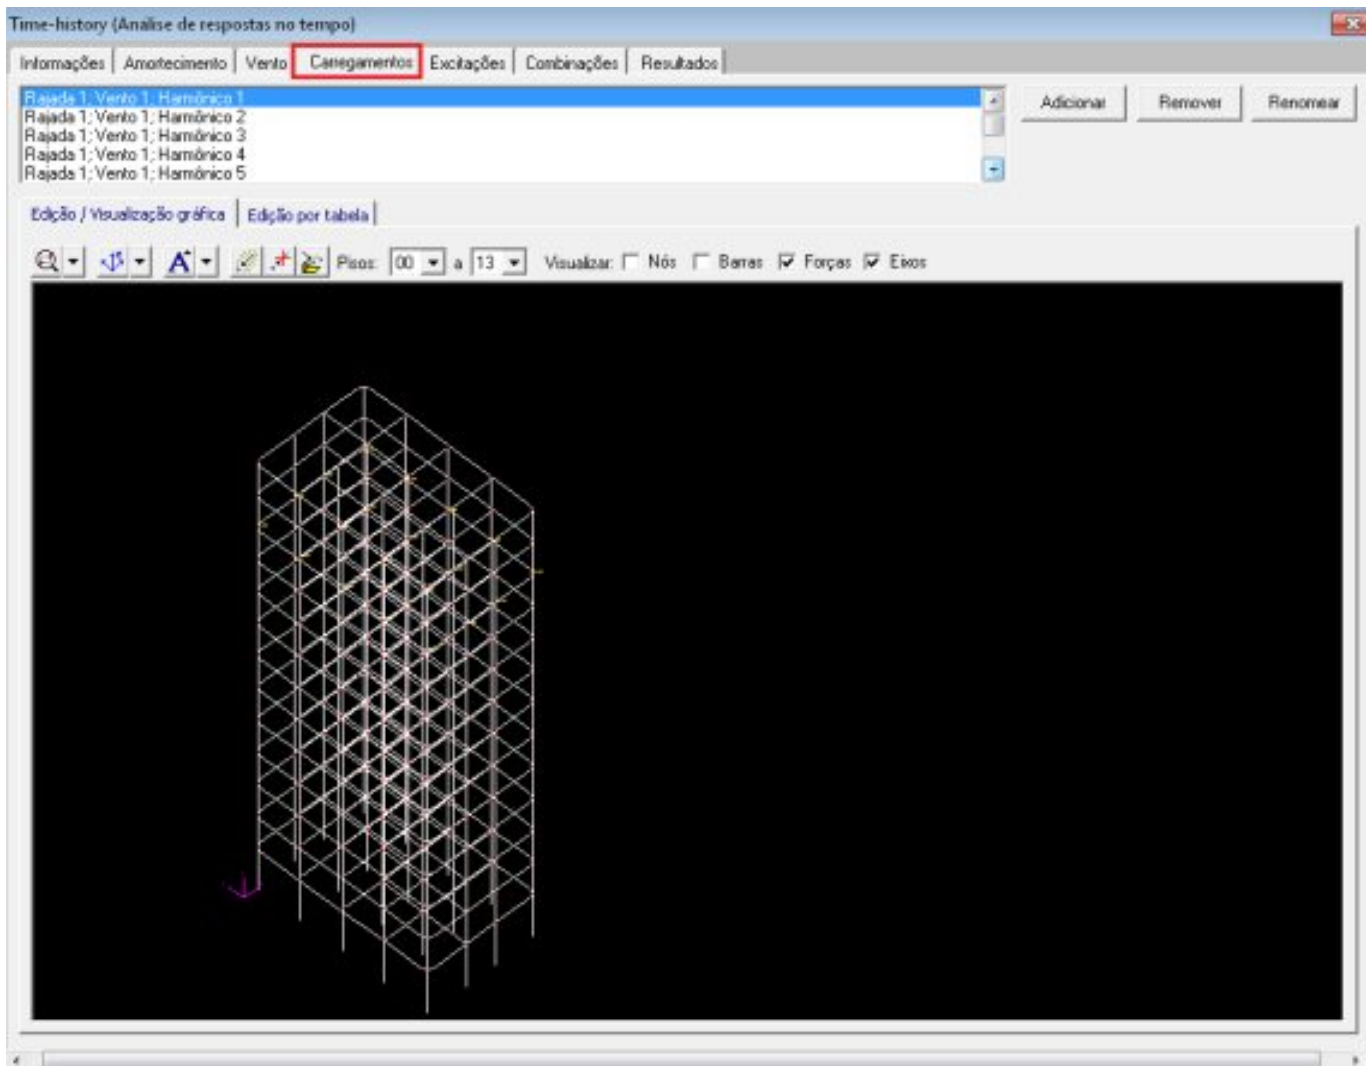 Time-history (Análise de respostas no tempo)
Informações Amortecimento Vento Carregamentos Excitações Combinações Resultados
Rajada 1; Vento 1; Harmônico 1
Adicionar Remover Renomear
Rajada 1; Vento 1; Harmônico 2
Rajada 1; Vento 1; Harmônico 3
Rajada 1; Vento 1; Harmônico 4
Rajada 1; Vento 1; Harmônico 5
Edição / Visualização gráfica Edição por tabela
A Pisos: 00 a 13 Visualizar: Nós Barras Forças Eixos